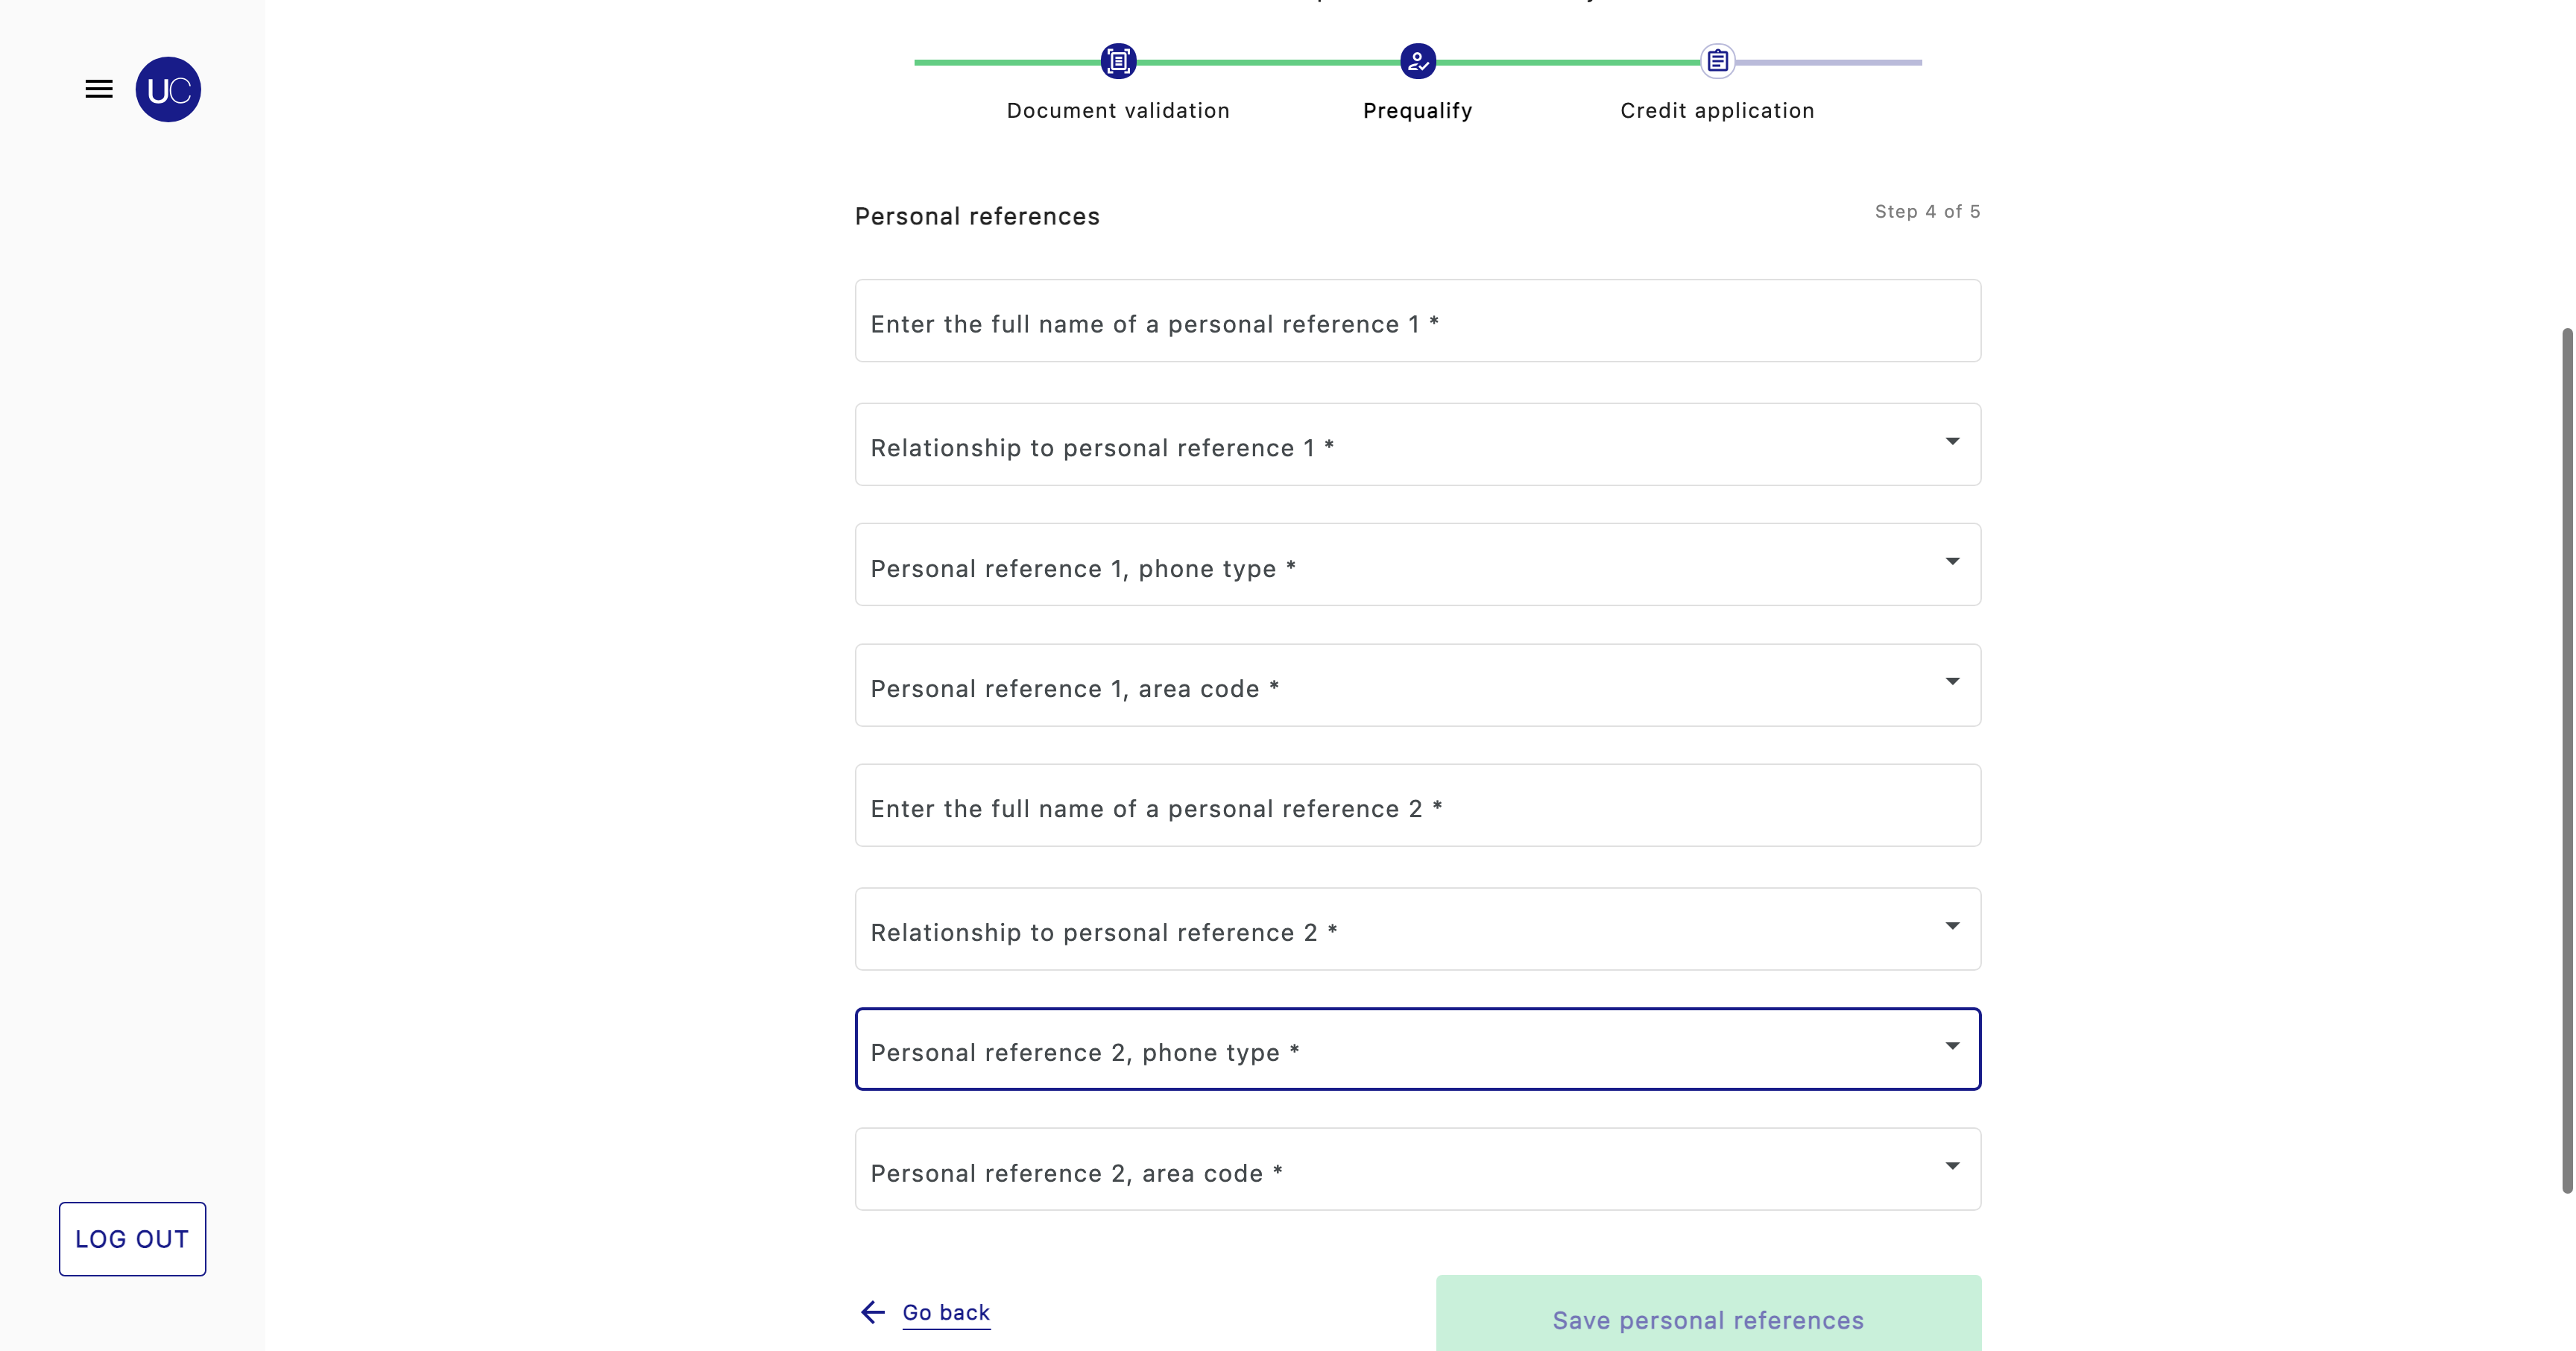 UC
Document validation
Prequalify
Credit application
Personal references
Step 4 of 5
Enter the full name of a personal reference 1 *
Relationship to personal reference 1 *
Personal reference 1, phone type *
Personal reference 1, area code *
Enter the full name of a personal reference 2 *
Relationship to personal reference 2 *
Personal reference 2, phone type *
Personal reference 2, area code *
LOG OUT
Go back
Save personal references